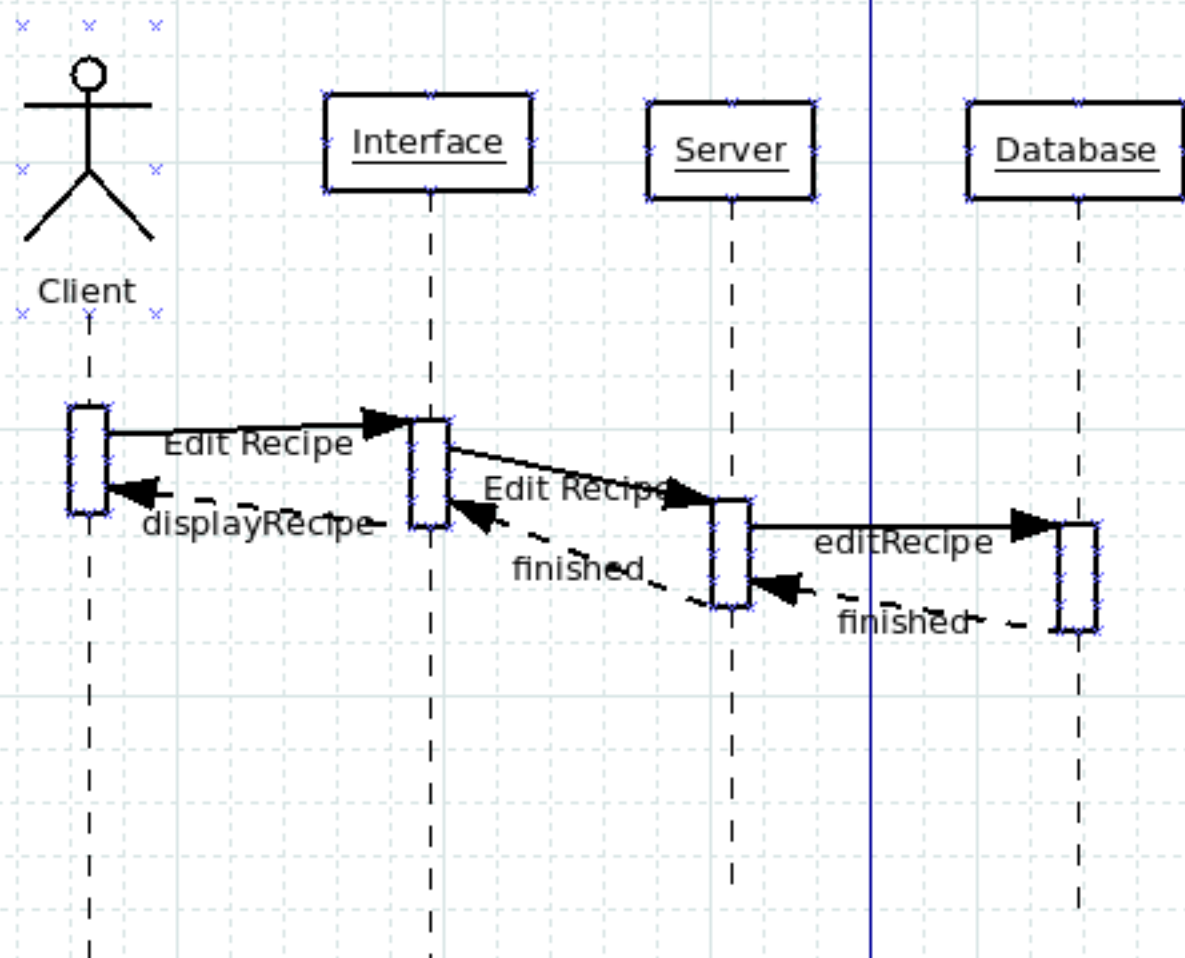 Interface
Server
Database
Client
Edit Recipe
Edit Recipe
displayRecipe
editRecipe
finished
finished